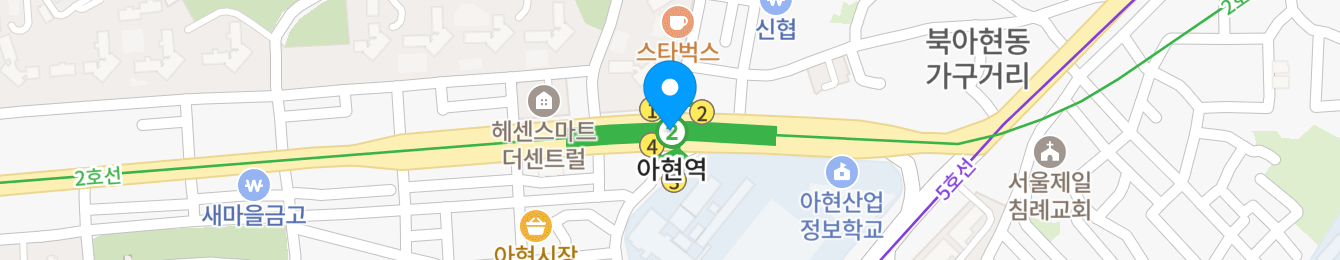 신협
스타벅스
북아현동
가구거리
1
2
2
4
헤센스마트
더센트럴
아현역
3
2호선
2호선
5호선
새마을금고
아현시장
아현산업
정보학교
서울제일
침례교회